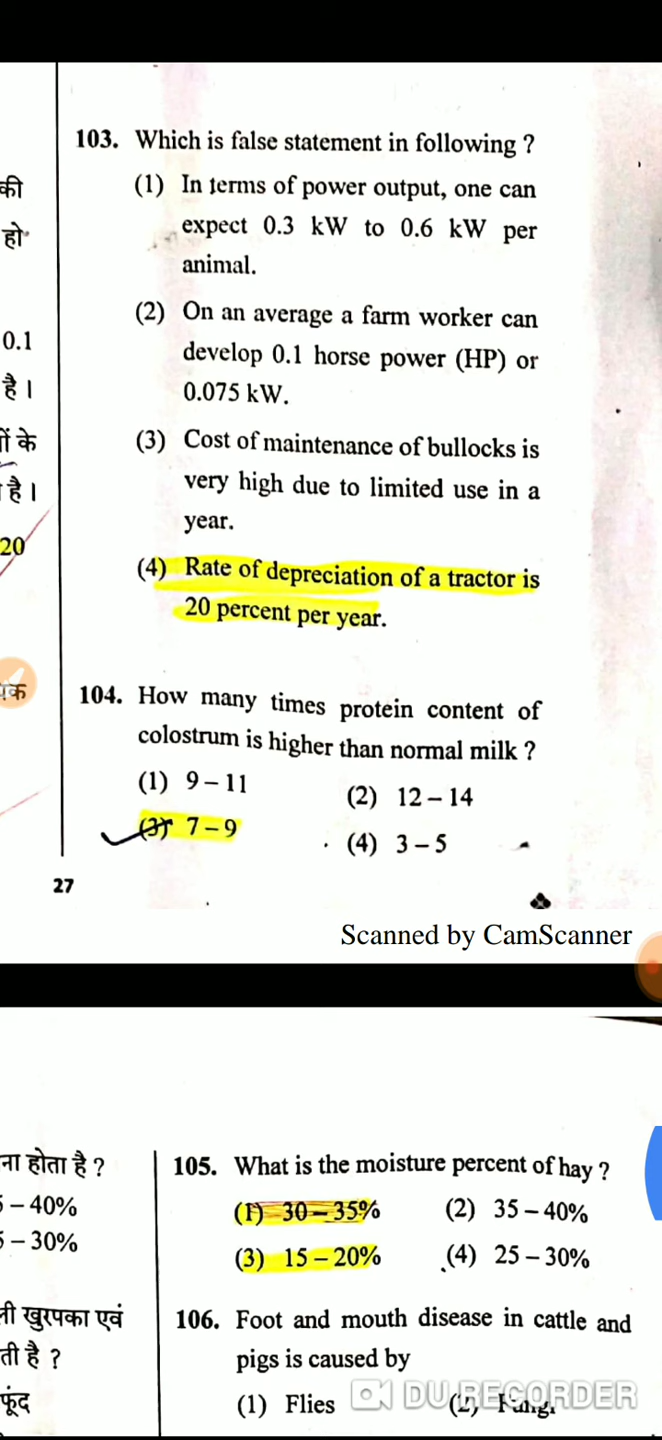 की
हो
0.1
है ।
के
है ।
20
103. Which is false statement in following ?
(1) In terms of power output, one can
expect 0.3 kW to 0.6 kW per
animal.
(2) On an average a farm worker can
develop 0.1 horse power (HP) or
0.075 kW.
(3) Cost of maintenance of bullocks is
very high due to limited use in a
year.
(4) Rate of depreciation of a tractor is
20 percent per year.
104. How many times protein content of
colostrum is higher than normal milk ?
(1) 9 – 11
(2) 12 – 14
(3) 7 – 9
(4) 3 – 5
27
Scanned by CamScanner
ना होता है ?
– 40%
– 30%
खुरपका एवं
ती है ?
105. What is the moisture percent of hay ?
(1) 30 – 35%
(2) 35 – 40%
(3) 15 – 20%
(4) 25 – 30%
106. Foot and mouth disease in cattle and
pigs is caused by
(1) Flies
(2) Fungi
DU RECORDER